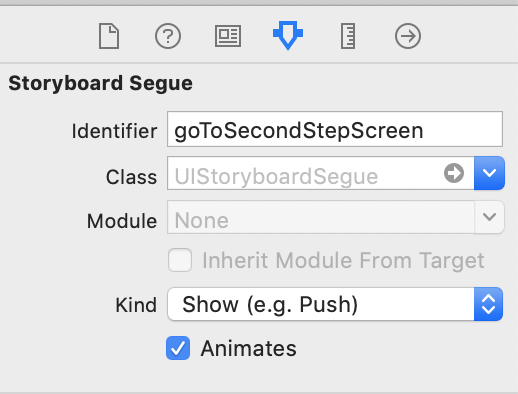 Storyboard Segue
Identifier goToSecondStepScreen
Class UIStoryboardSegue
Module None
Inherit Module From Target
Kind Show (e.g. Push)
Animates